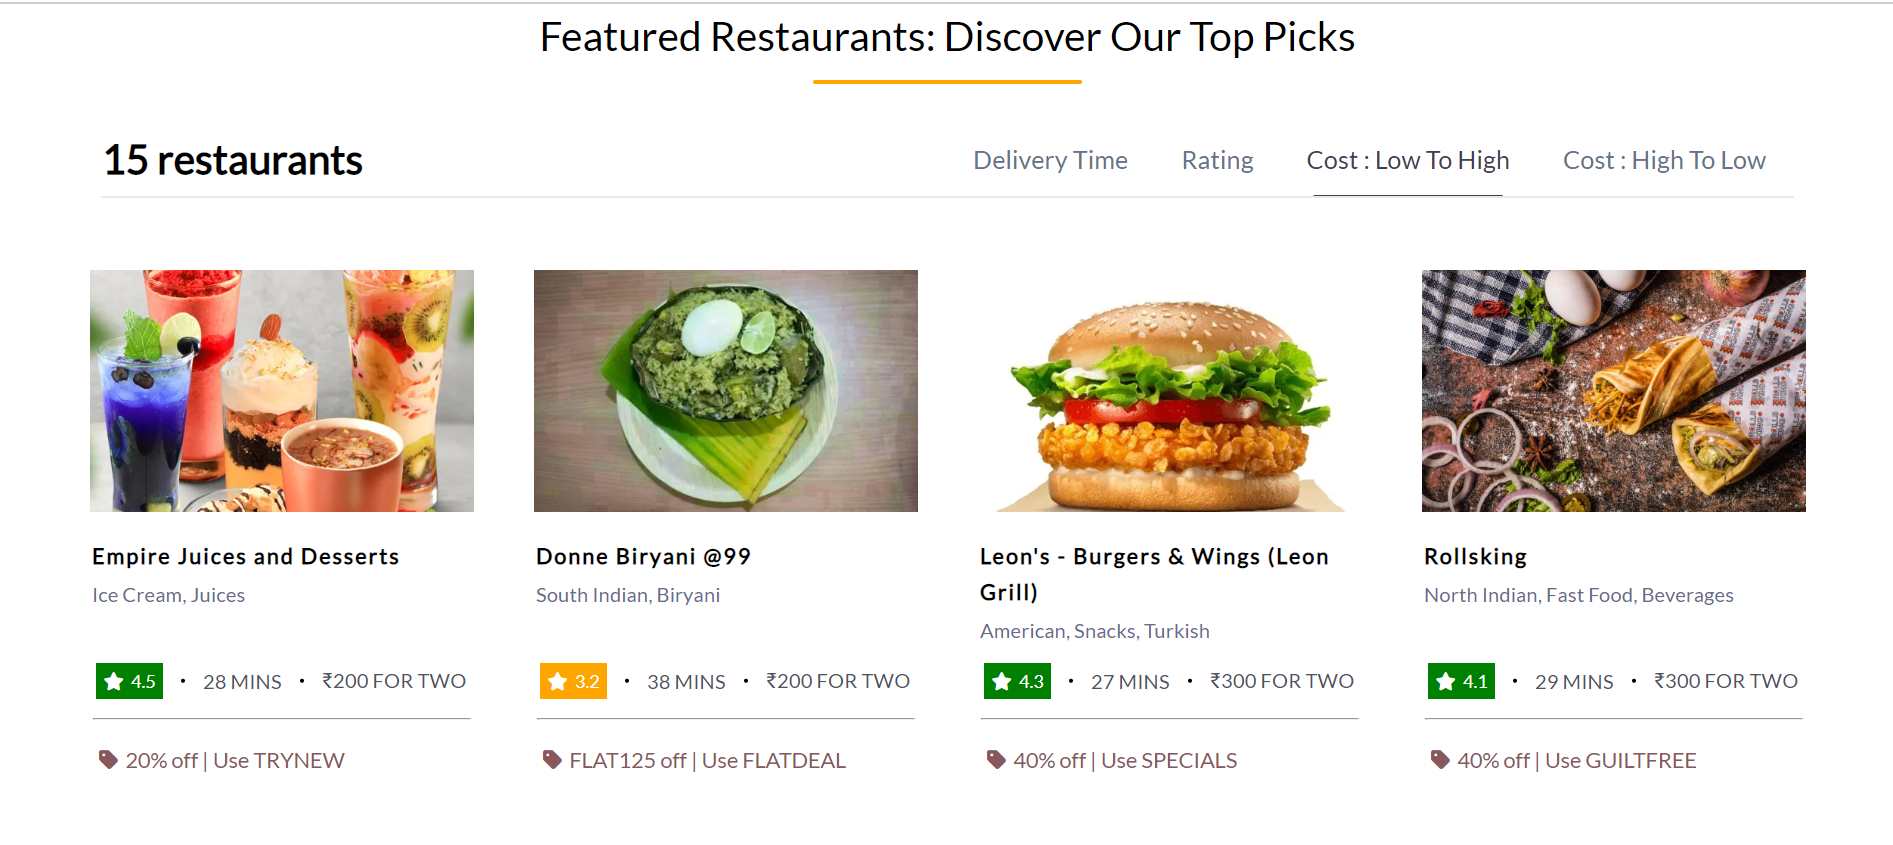 Featured Restaurants: Discover Our Top Picks
15 restaurants
Delivery Time
Rating
Cost : Low To High
Cost : High To Low
Empire Juices and Desserts
Ice Cream, Juices
4.5 • 28 MINS • ₹200 FOR TWO
20% off | Use TRYNEW
Donne Biryani @99
South Indian, Biryani
3.2 • 38 MINS • ₹200 FOR TWO
FLAT125 off | Use FLATDEAL
Leon's - Burgers & Wings (Leon
Grill)
American, Snacks, Turkish
4.3 • 27 MINS • ₹300 FOR TWO
40% off | Use SPECIALS
Rollsking
North Indian, Fast Food, Beverages
4.1 • 29 MINS • ₹300 FOR TWO
40% off | Use GUILTFREE